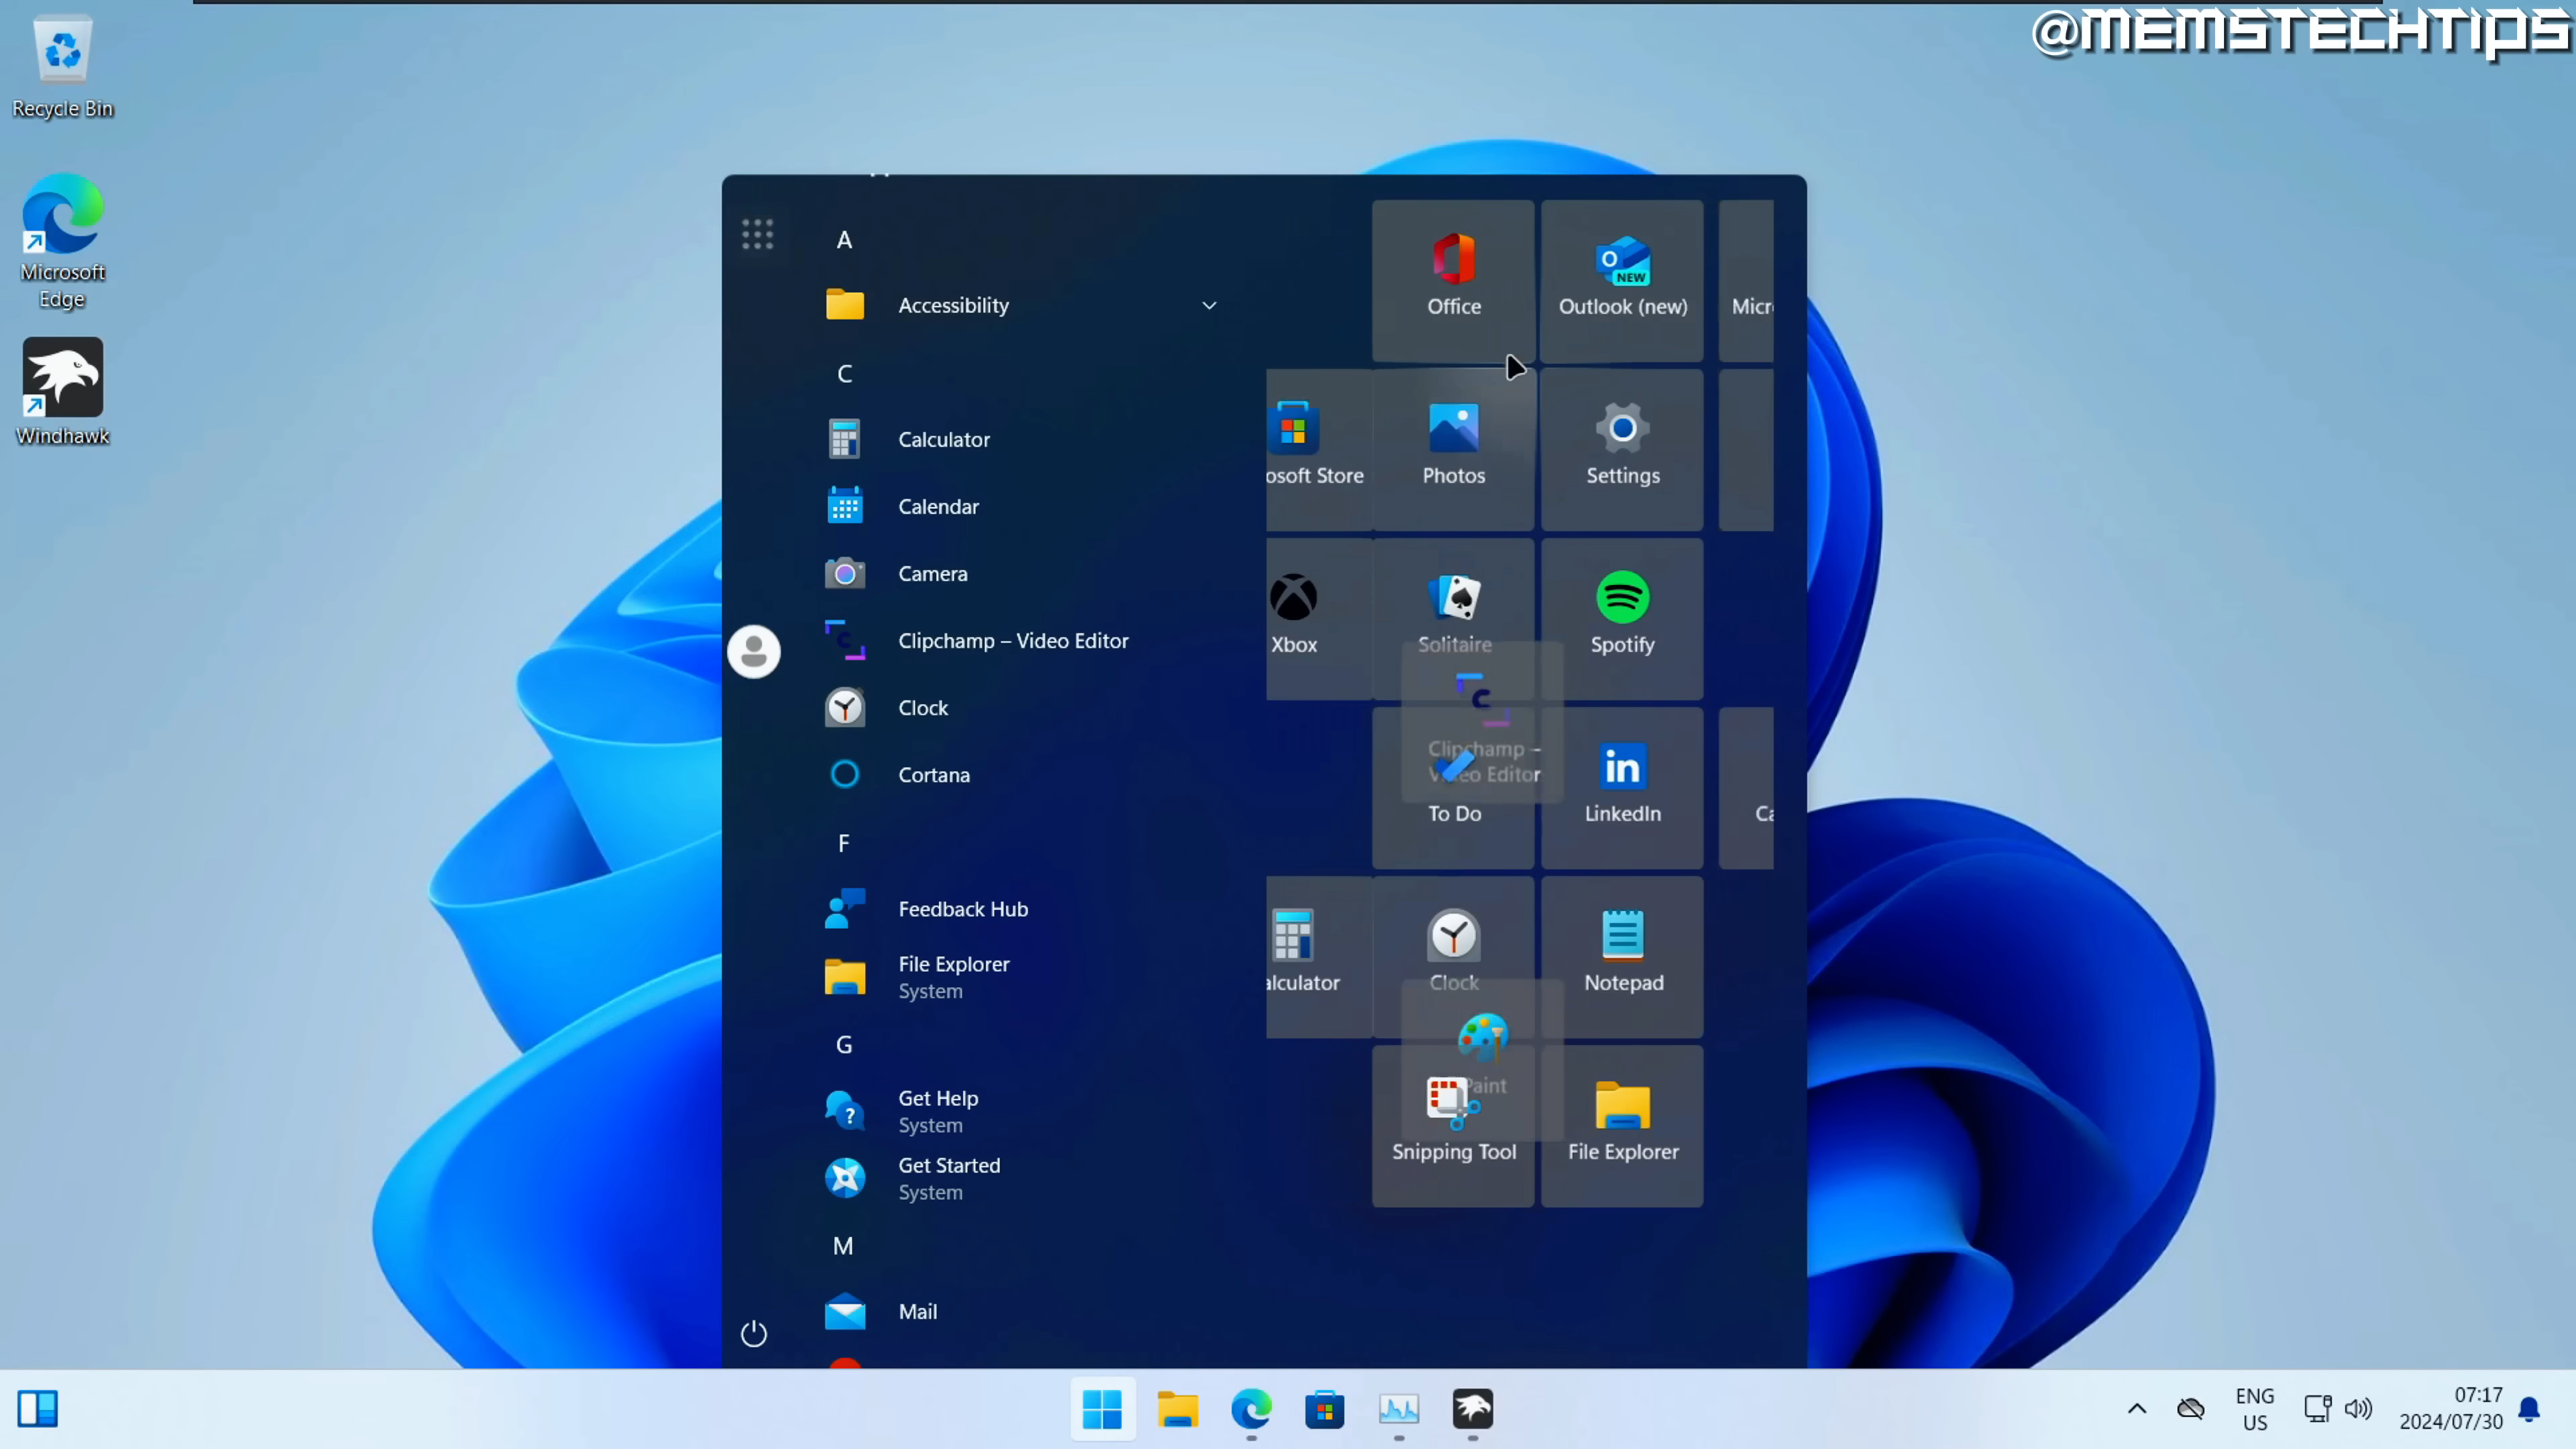 @MEMSTECHTIPS
Recycle Bin
Microsoft
Edge
Windhawk
A
Accessibility
C
Calculator
Calendar
Camera
Clipchamp – Video Editor
Clock
Cortana
F
Feedback Hub
File Explorer
System
G
Get Help
System
Get Started
System
M
Mail
Office
Outlook (new)
NEW
Micr
osoft Store
Photos
Settings
Xbox
Solitaire
Spotify
Clipchamp –
Video Editor
To Do
LinkedIn
Ca
alculator
Clock
Notepad
Paint
Snipping Tool
File Explorer
ENG
US
07:17
2024/07/30